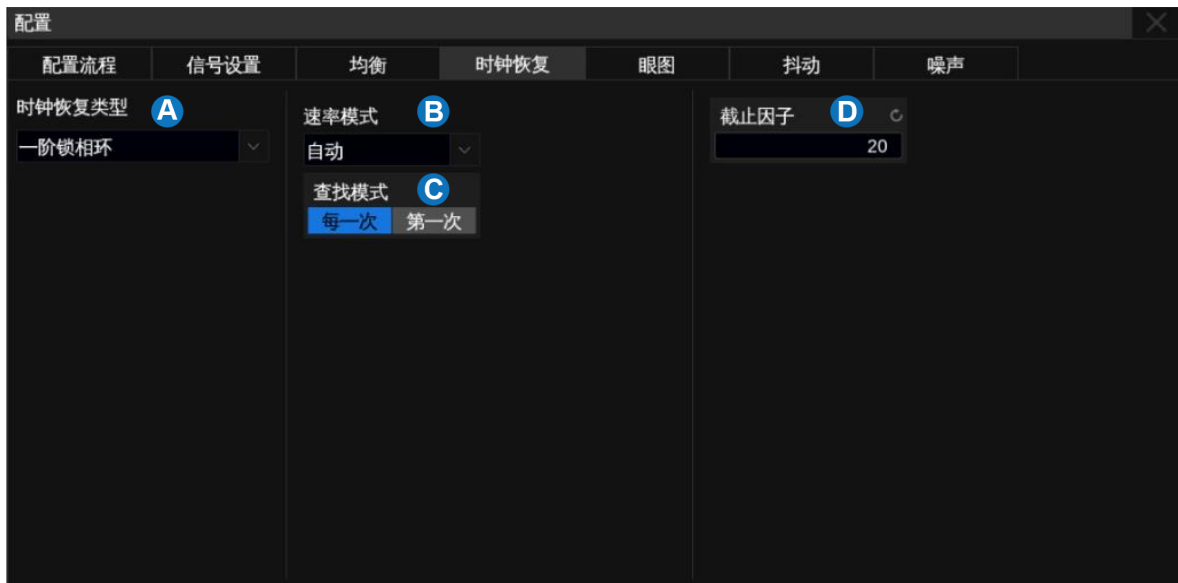 配置
配置流程 信号设置 均衡 时钟恢复 眼图 抖动 噪声
时钟恢复类型 A
一阶锁相环
速率模式 B
自动
查找模式 C
每一次 第一次
截止因子 D
20